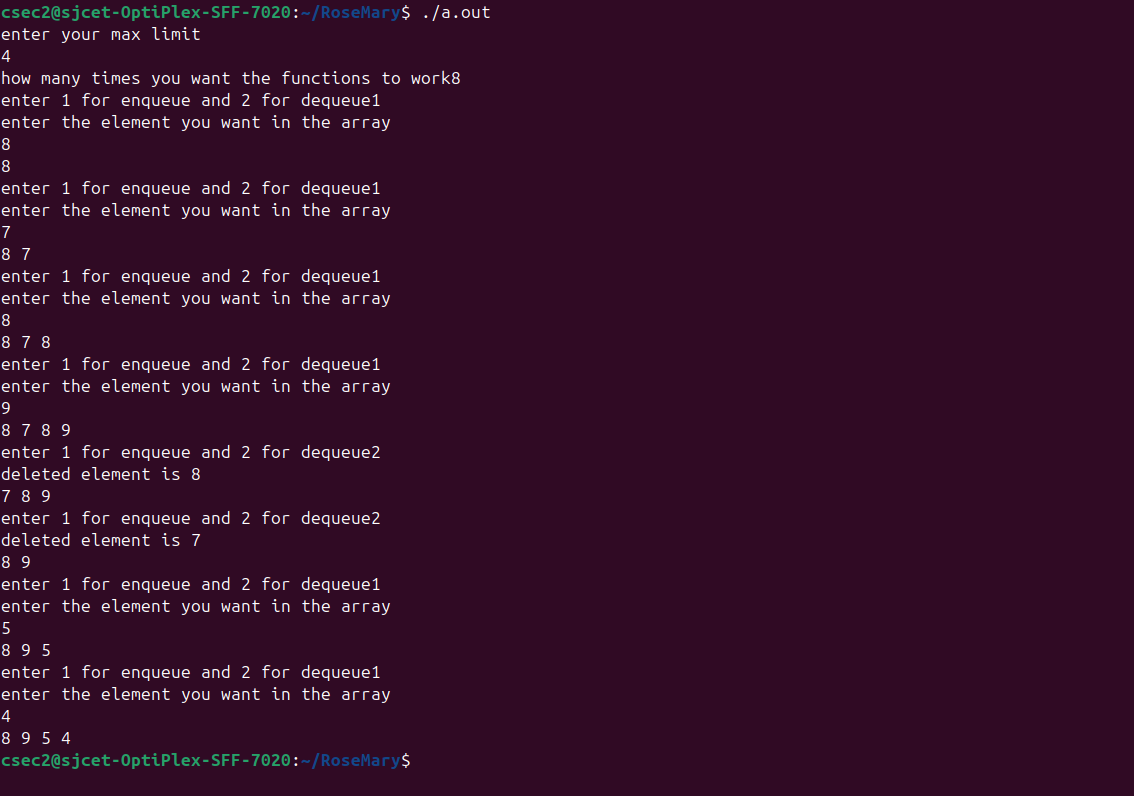 csec2@sjcet-OptiPlex-SFF-7020:~/RoseMary$ ./a.out
enter your max limit
4
how many times you want the functions to work8
enter 1 for enqueue and 2 for dequeue1
enter the element you want in the array
8
8
enter 1 for enqueue and 2 for dequeue1
enter the element you want in the array
7
8 7
enter 1 for enqueue and 2 for dequeue1
enter the element you want in the array
8
8 7 8
enter 1 for enqueue and 2 for dequeue1
enter the element you want in the array
9
8 7 8 9
enter 1 for enqueue and 2 for dequeue2
deleted element is 8
7 8 9
enter 1 for enqueue and 2 for dequeue2
deleted element is 7
8 9
enter 1 for enqueue and 2 for dequeue1
enter the element you want in the array
5
8 9 5
enter 1 for enqueue and 2 for dequeue1
enter the element you want in the array
4
8 9 5 4
csec2@sjcet-OptiPlex-SFF-7020:~/RoseMary$